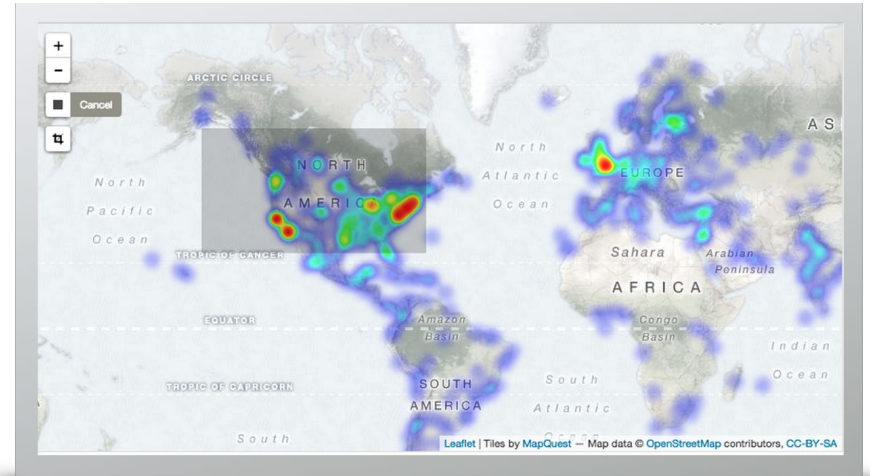 +
−
Cancel
ARCTIC CIRCLE
NORTH
AMERIC
North
Pacific
Ocean
North
Atlantic
Ocean
EUROPE
AS
TROPIC OF CANCER
Sahara
Arabian
Peninsula
AFRICA
EQUATOR
Amazon
Basin
Congo
Basin
Indian
Ocean
TROPIC OF CAPRICORN
SOUTH
AMERICA
South
Atlantic
South
Leaflet | Tiles by MapQuest — Map data © OpenStreetMap contributors, CC-BY-SA